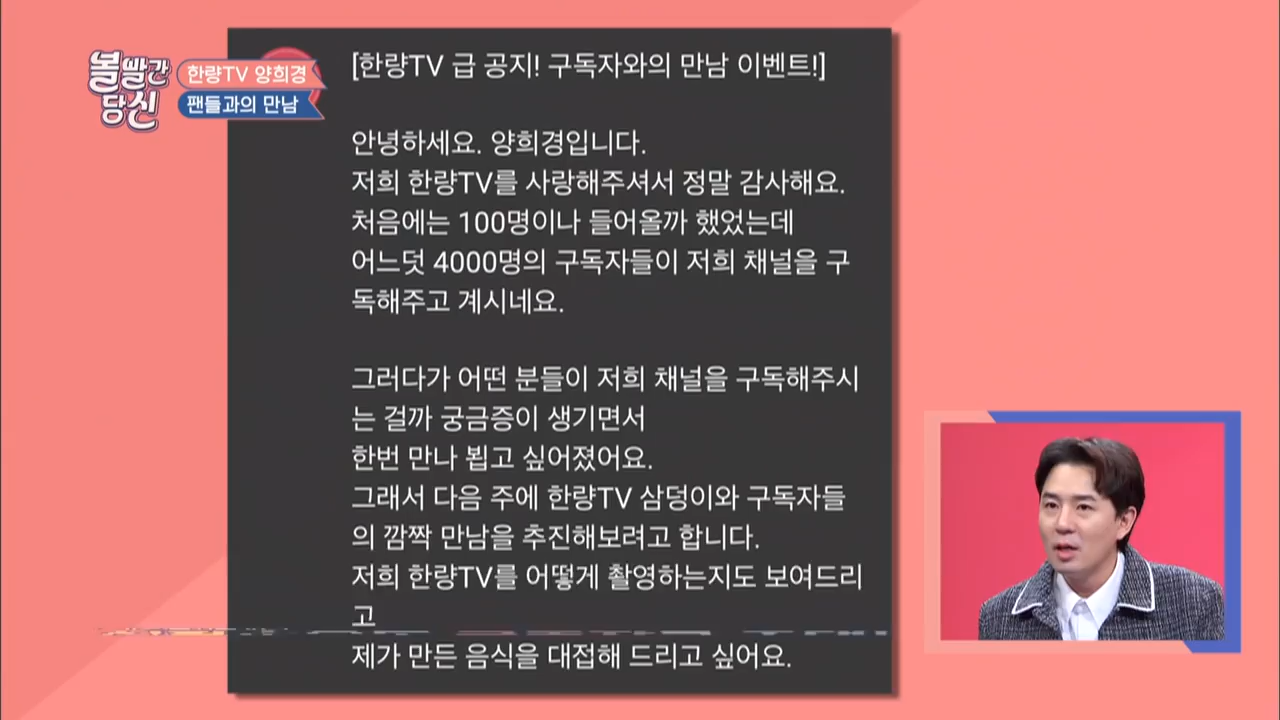 볼빨간
당신
한량TV 양희경
팬들과의 만남
[한량TV 급 공지! 구독자와의 만남 이벤트!]
안녕하세요. 양희경입니다.
저희 한량TV를 사랑해주셔서 정말 감사해요.
처음에는 100명이나 들어올까 했었는데
어느덧 4000명의 구독자들이 저희 채널을 구
독해주고 계시네요.
그러다가 어떤 분들이 저희 채널을 구독해주시
는 걸까 궁금증이 생기면서
한번 만나 뵙고 싶어졌어요.
그래서 다음 주에 한량TV 삼덩이와 구독자들
의 깜짝 만남을 추진해보려고 합니다.
저희 한량TV를 어떻게 촬영하는지도 보여드리
고
제가 만든 음식을 대접해 드리고 싶어요.